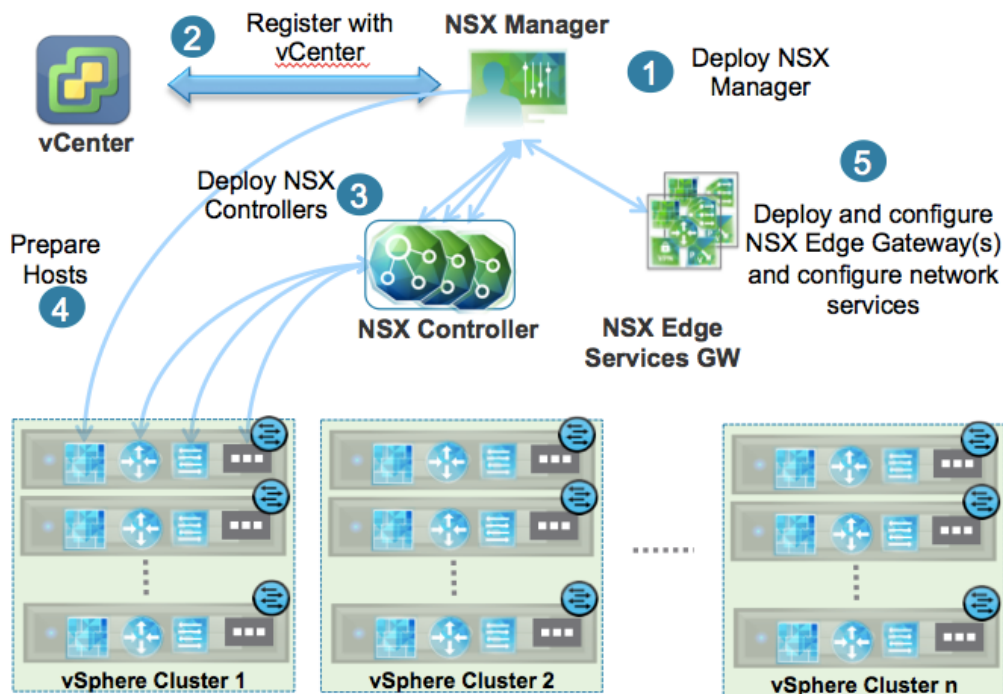 NSX Manager
2
Register with
vCenter
1
Deploy NSX
Manager
vCenter
Deploy NSX
Controllers
3
5
Deploy and configure
NSX Edge Gateway(s)
and configure network
services
Prepare
Hosts
4
NSX Controller
NSX Edge
Services GW
vSphere Cluster 1
vSphere Cluster 2
vSphere Cluster n